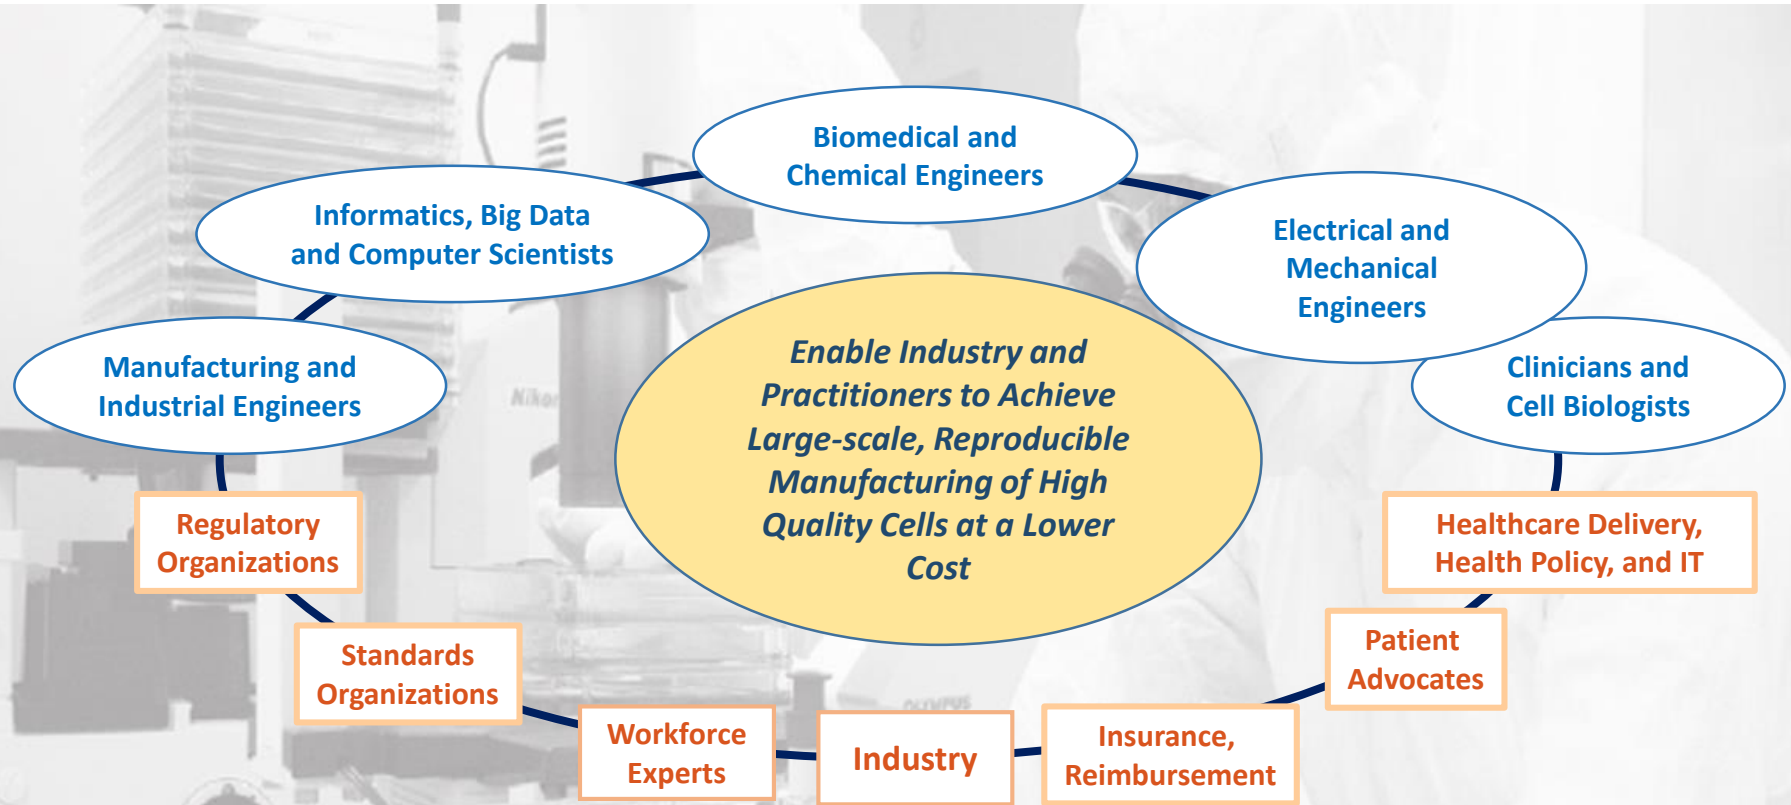 Biomedical and
Chemical Engineers
Informatics, Big Data
and Computer Scientists
Electrical and
Mechanical
Engineers
Manufacturing and
Industrial Engineers
Clinicians and
Cell Biologists
Enable Industry and
Practitioners to Achieve
Large-scale, Reproducible
Manufacturing of High
Quality Cells at a Lower
Cost
Nikon
Regulatory
Organizations
Healthcare Delivery,
Health Policy, and IT
Standards
Organizations
Patient
Advocates
OLYMPUS
Workforce
Experts
Industry
Insurance,
Reimbursement